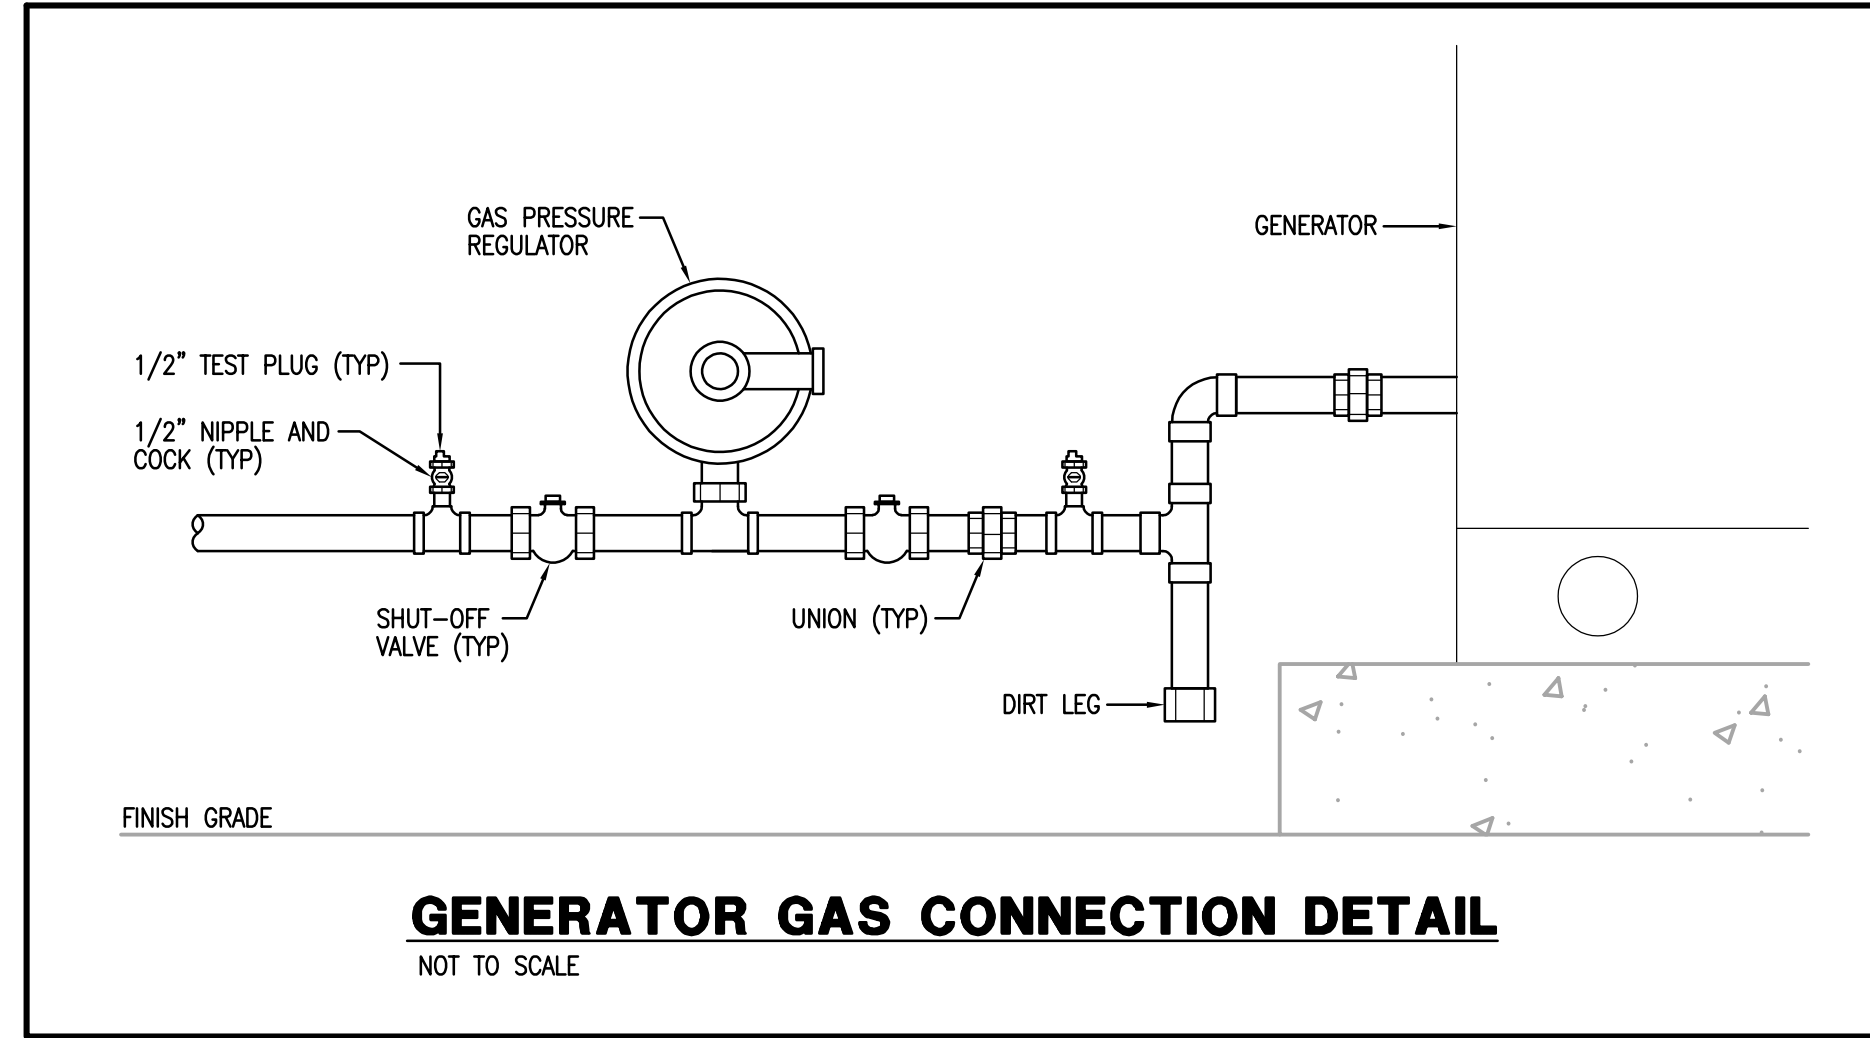 GAS PRESSURE
REGULATOR
GENERATOR
1/2" TEST PLUG (TYP)
1/2" NIPPLE AND
COCK (TYP)
SHUT-OFF
VALVE (TYP)
UNION (TYP)
DIRT LEG
FINISH GRADE
GENERATOR GAS CONNECTION DETAIL
NOT TO SCALE